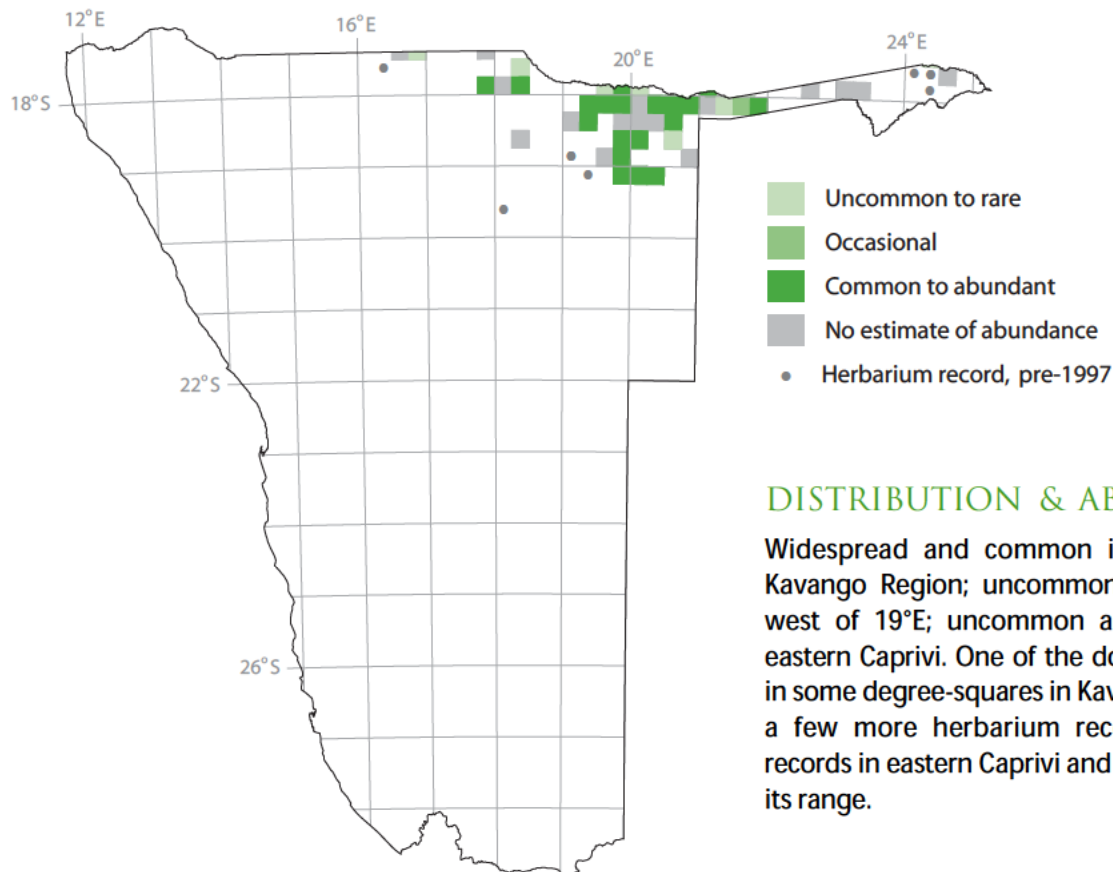 12°E
16°E
20°E
24°E
18°S
22°S
26°S
Uncommon to rare
Occasional
Common to abundant
No estimate of abundance
Herbarium record, pre-1997
DISTRIBUTION & AB
Widespread and common i
Kavango Region; uncommon
west of 19°E; uncommon a
eastern Caprivi. One of the do
in some degree-squares in Kav
a few more herbarium rec
records in eastern Caprivi and
its range.